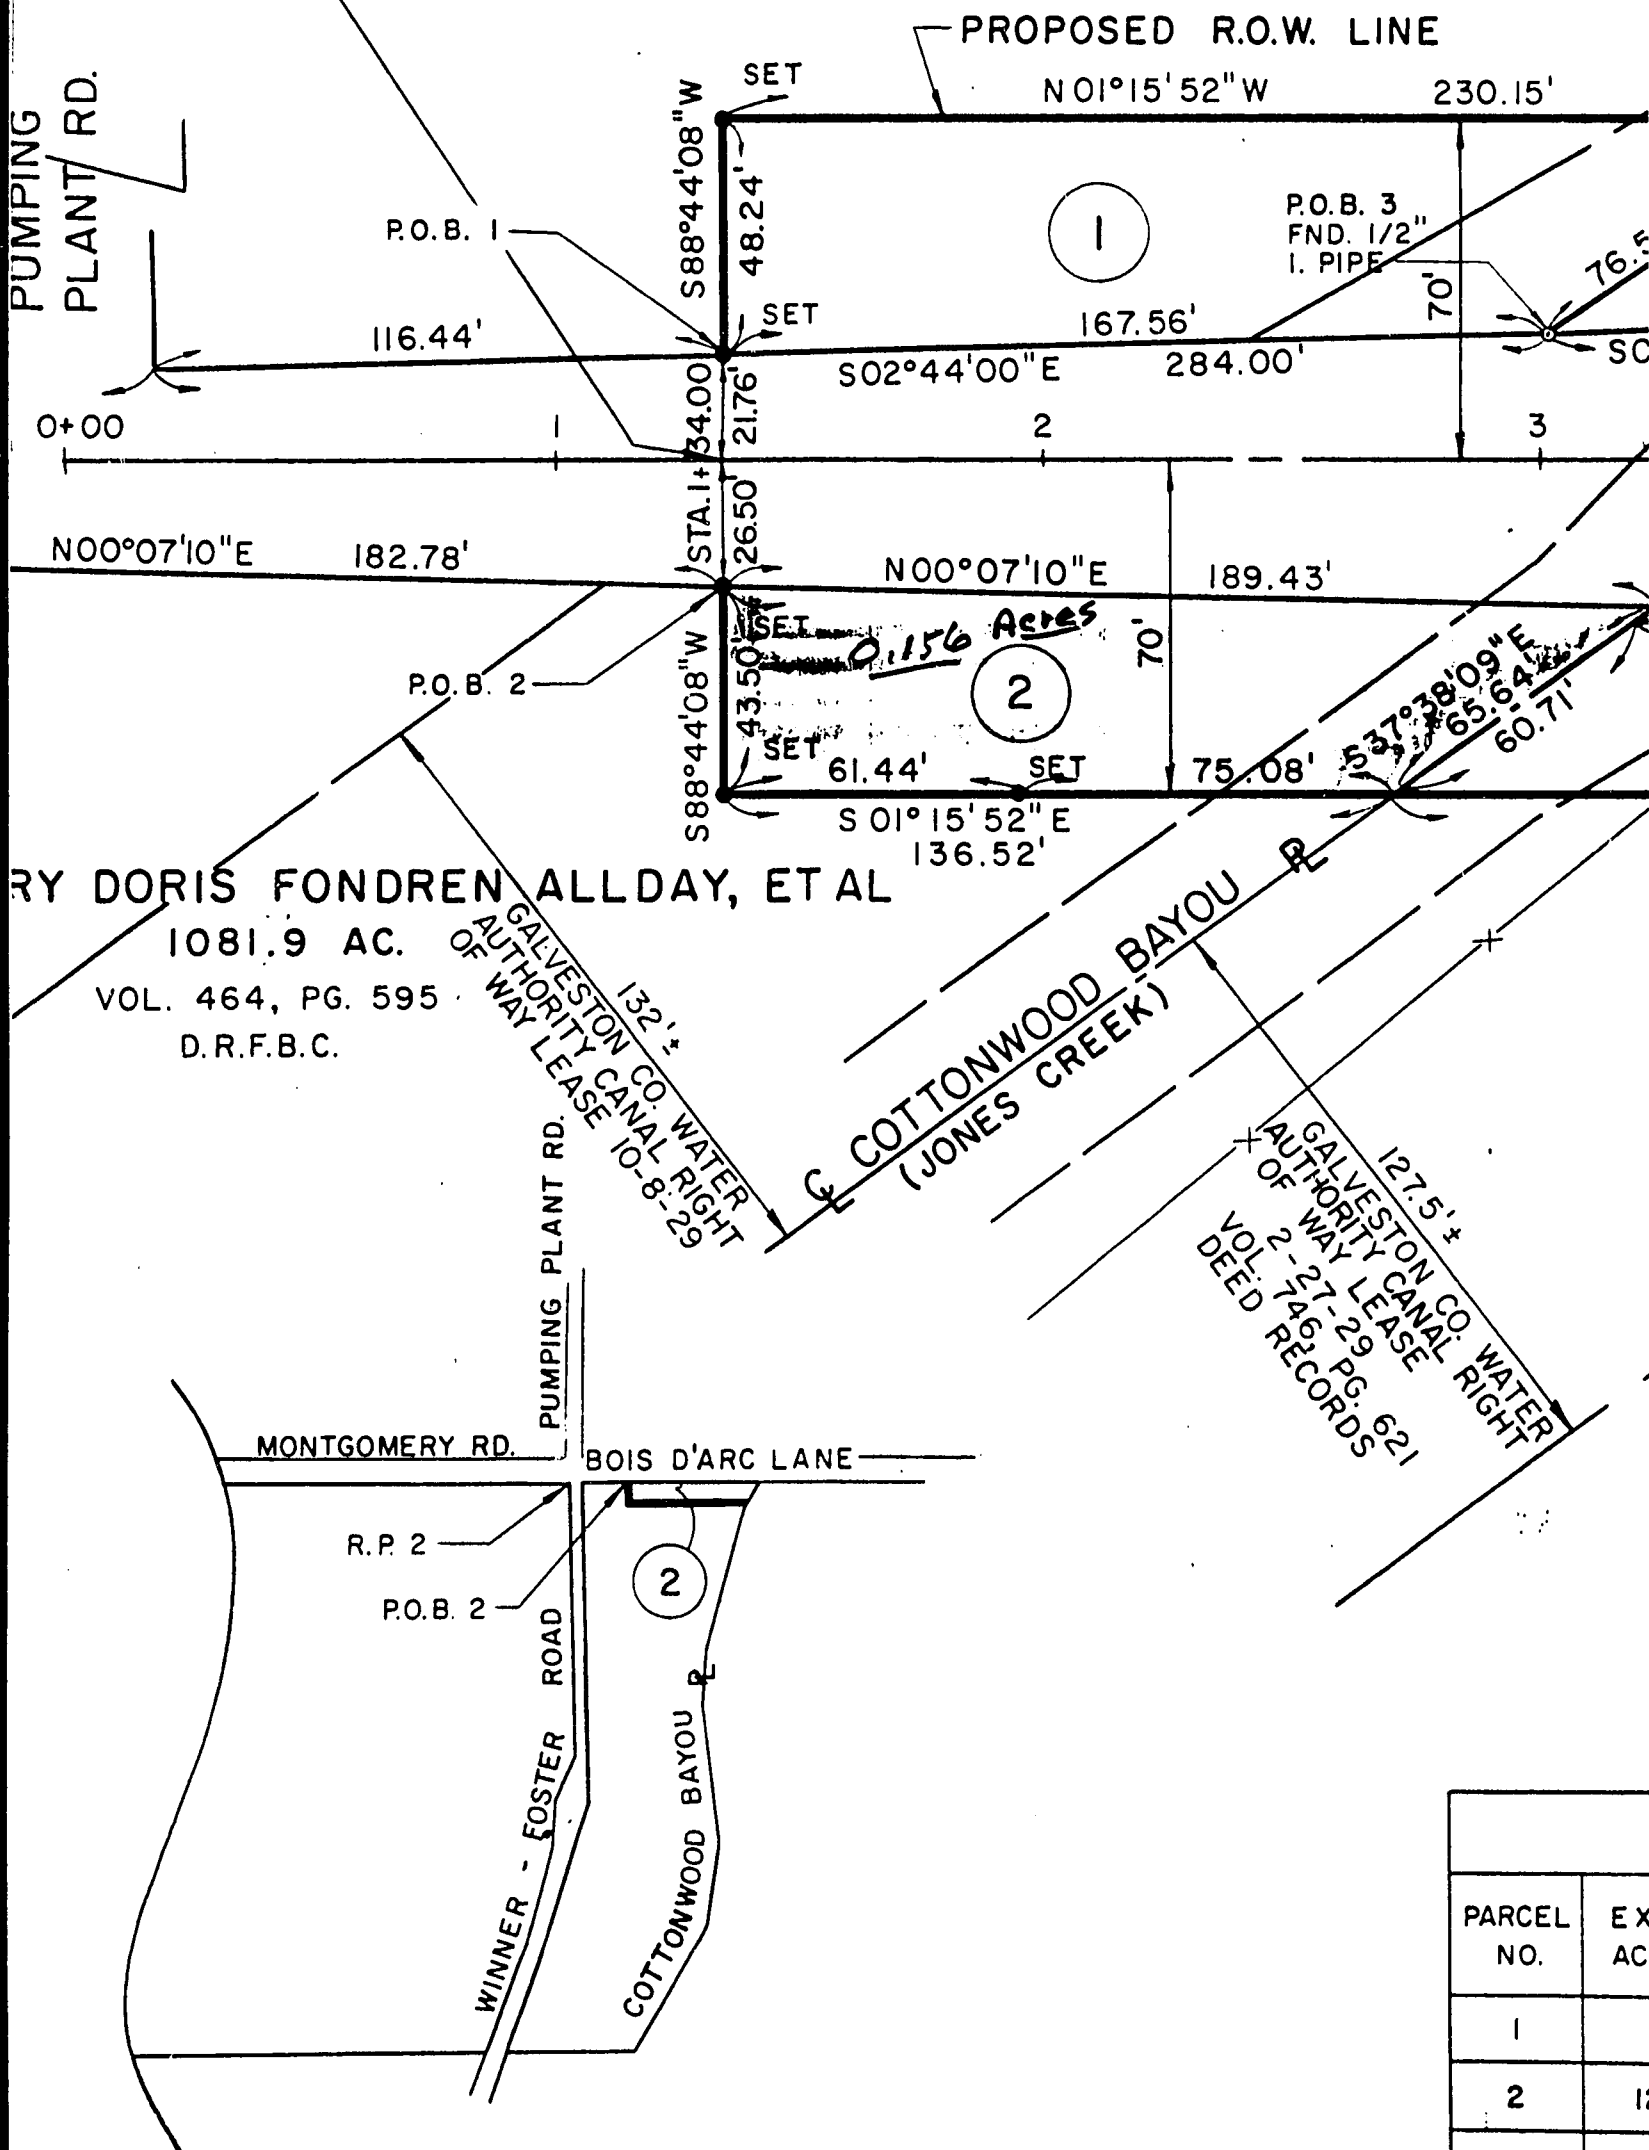 PROPOSED R.O.W. LINE
SET
N 01°15'52" W 230.15'
PUMPING
PLANT RD.
S88°44'08"W
48.24'
P.O.B. 1
1
P.O.B. 3
FND. 1/2"
I. PIPE
70'
SET
116.44'
167.56'
S02°44'00"E 284.00'
0+00
1
2
3
STA. 1+34.00
21.76'
26.50'
N00°07'10"E 182.78'
N00°07'10"E 189.43'
SET
0.156 Acres
70'
P.O.B. 2
S88°44'08"W
43.50'
2
S37°38'09"E
65.64'
60.71'
SET
61.44'
SET
75.08'
S 01°15'52" E
136.52'
DORIS FONDREN ALLDAY, ET AL
1081.9 AC.
VOL. 464, PG. 595
D.R.F.B.C.
132'±
GALVESTON CO. WATER
AUTHORITY CANAL RIGHT
OF WAY LEASE 10-8-29
℄ COTTONWOOD BAYOU ⅊
(JONES CREEK)
127.5'±
GALVESTON CO. WATER
AUTHORITY CANAL RIGHT
OF WAY LEASE
2-27-29
VOL. 746, PG. 621
DEED RECORDS
PUMPING PLANT RD.
MONTGOMERY RD.
BOIS D'ARC LANE
R.P. 2
P.O.B. 2
2
WINNER - FOSTER ROAD
COTTONWOOD BAYOU ⅊
PARCEL
NO.
1
2